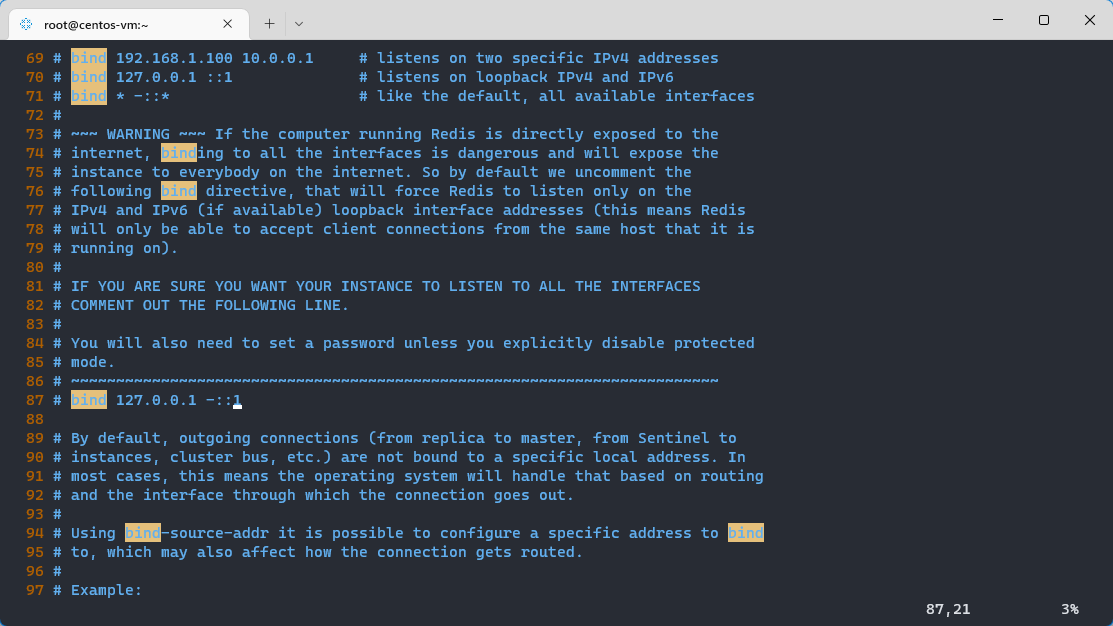 root@centos-vm:~
69 # bind 192.168.1.100 10.0.0.1     # listens on two specific IPv4 addresses
70 # bind 127.0.0.1 ::1              # listens on loopback IPv4 and IPv6
71 # bind * -::*                     # like the default, all available interfaces
72 #
73 # ~~~ WARNING ~~~ If the computer running Redis is directly exposed to the
74 # internet, binding to all the interfaces is dangerous and will expose the
75 # instance to everybody on the internet. So by default we uncomment the
76 # following bind directive, that will force Redis to listen only on the
77 # IPv4 and IPv6 (if available) loopback interface addresses (this means Redis
78 # will only be able to accept client connections from the same host that it is
79 # running on).
80 #
81 # IF YOU ARE SURE YOU WANT YOUR INSTANCE TO LISTEN TO ALL THE INTERFACES
82 # COMMENT OUT THE FOLLOWING LINE.
83 #
84 # You will also need to set a password unless you explicitly disable protected
85 # mode.
86 # ~~~~~~~~~~~~~~~~~~~~~~~~~~~~~~~~~~~~~~~~~~~~~~~~~~~~~~~~~~~~~~~~~~~~~~~~
87 # bind 127.0.0.1 -::1
88
89 # By default, outgoing connections (from replica to master, from Sentinel to
90 # instances, cluster bus, etc.) are not bound to a specific local address. In
91 # most cases, this means the operating system will handle that based on routing
92 # and the interface through which the connection goes out.
93 #
94 # Using bind-source-addr it is possible to configure a specific address to bind
95 # to, which may also affect how the connection gets routed.
96 #
97 # Example:
87,21 3%